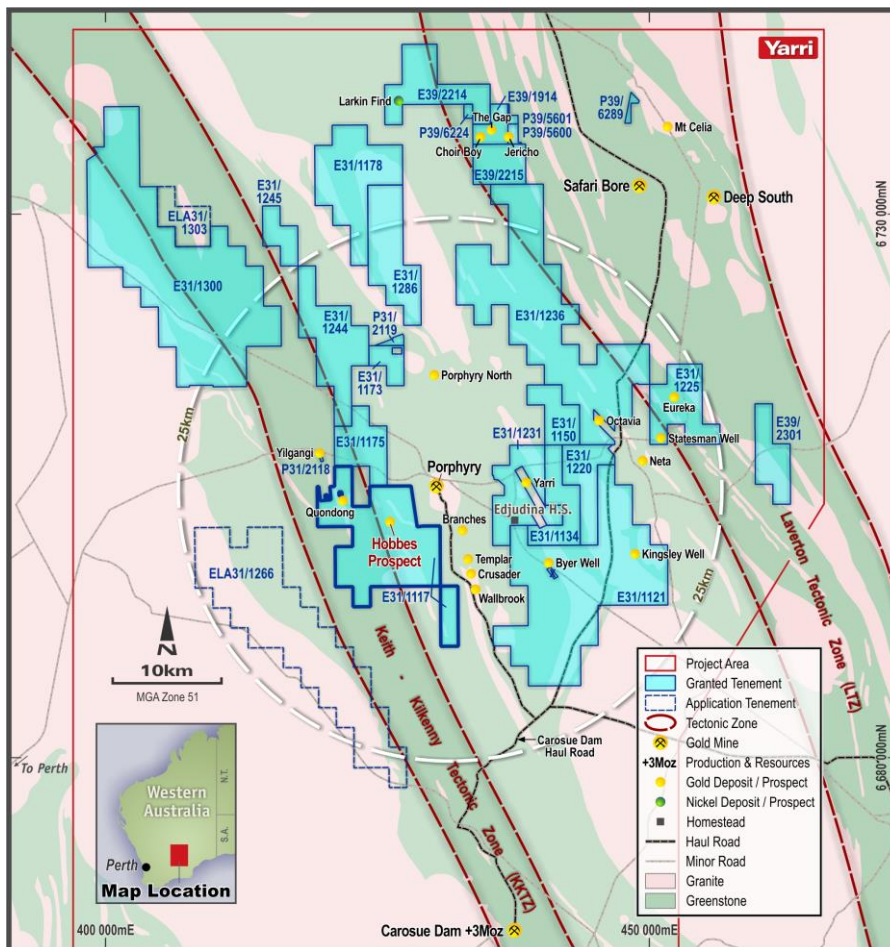 Yarri
E39/2214
E39/1914
Larkin Find
The Gap
P39/5601
P39/6224
P39/5600
Choir Boy
Jericho
P39/
6289
Mt Celia
E31/1178
E39/2215
E31/
1245
ELA31/
1303
Safari Bore
Deep South
6 730 000mN
E31/1300
E31/
1286
E31/
1244
P31/
2119
E31/1236
E31/
1173
Porphyry North
E31/
1225
Eureka
25km
E31/1175
E31/1231
E31/
1150
Octavia
E39/
2301
Yilgangi
P31/2118
E31/
1220
Statesman Well
Neta
Porphyry
Yarri
Quondong
Edjudina H.S.
Hobbes
Prospect
Branches
E31/1134
Templar
Byer Well
Kingsley Well
Crusader
ELA31/1266
E31/1117
Wallbrook
E31/1121
25km
Laverton Tectonic Zone (LTZ)
10km
MGA Zone 51
Keith - Kilkenny Tectonic Zone (KKTZ)
Carosue Dam
Haul Road
6 680 000mN
To Perth
Western
Australia
N.T.
S.A.
Perth
Map Location
Project Area
Granted Tenement
Application Tenement
Tectonic Zone
Gold Mine
+3Moz Production & Resources
Gold Deposit / Prospect
Nickel Deposit / Prospect
Homestead
Haul Road
Minor Road
Granite
Greenstone
400 000mE
Carosue Dam +3Moz
450 000mE